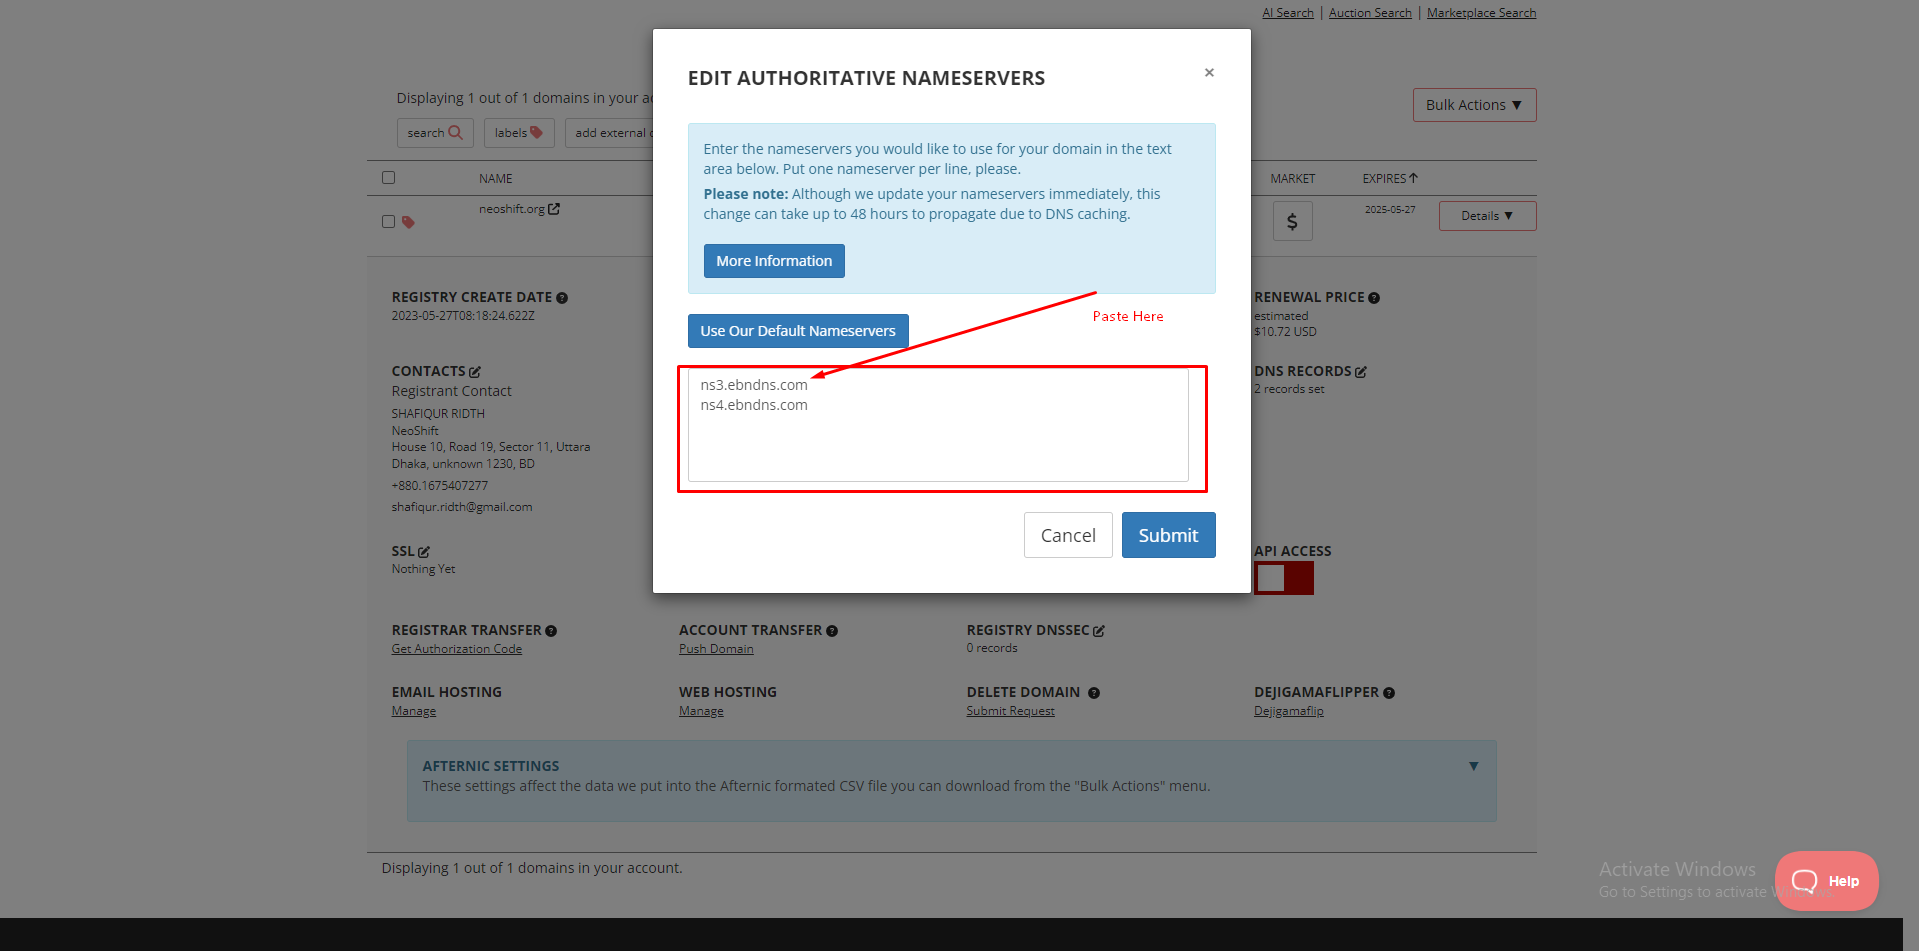 AI Search | Auction Search | Marketplace Search
EDIT AUTHORITATIVE NAMESERVERS
×
Displaying 1 out of 1 domains in your ac
Bulk Actions ▼
search
labels
add external d
Enter the nameservers you would like to use for your domain in the text
area below. Put one nameserver per line, please.
Please note: Although we update your nameservers immediately, this
change can take up to 48 hours to propagate due to DNS caching.
More Information
NAME
MARKET
EXPIRES
neoshift.org
$
2025-05-27
Details ▼
Use Our Default Nameservers
Paste Here
ns3.ebndns.com
ns4.ebndns.com
Cancel
Submit
REGISTRY CREATE DATE ?
2023-05-27T08:18:24.622Z
RENEWAL PRICE ?
estimated
$10.72 USD
CONTACTS
Registrant Contact
SHAFIQUR RIDTH
NeoShift
House 10, Road 19, Sector 11, Uttara
Dhaka, unknown 1230, BD
+880.1675407277
shafiqur.ridth@gmail.com
DNS RECORDS
2 records set
SSL
Nothing Yet
API ACCESS
REGISTRAR TRANSFER ?
Get Authorization Code
ACCOUNT TRANSFER ?
Push Domain
REGISTRY DNSSEC
0 records
EMAIL HOSTING
Manage
WEB HOSTING
Manage
DELETE DOMAIN ?
Submit Request
DEJIGAMAFLIPPER ?
Dejigamaflip
AFTERNIC SETTINGS
▼
These settings affect the data we put into the Afternic formated CSV file you can download from the "Bulk Actions" menu.
Displaying 1 out of 1 domains in your account.
Activate Windows
Go to Settings to activate Windows.
Help